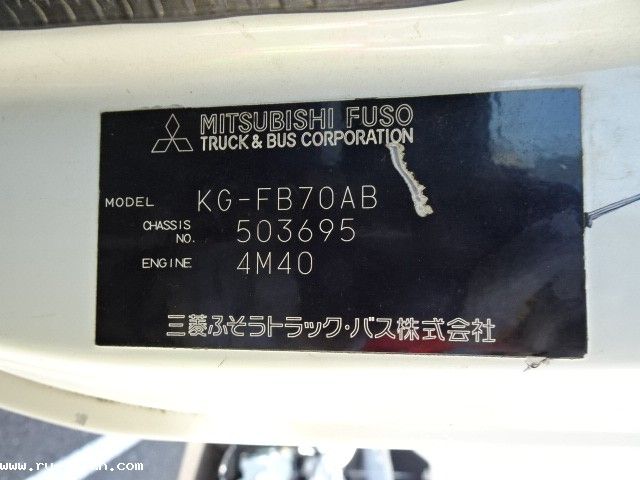 MITSUBISHI FUSO
TRUCK & BUS CORPORATION
MODEL KG-FB70AB
CHASSIS NO. 503695
ENGINE 4M40
三菱ふそうトラック・バス株式会社